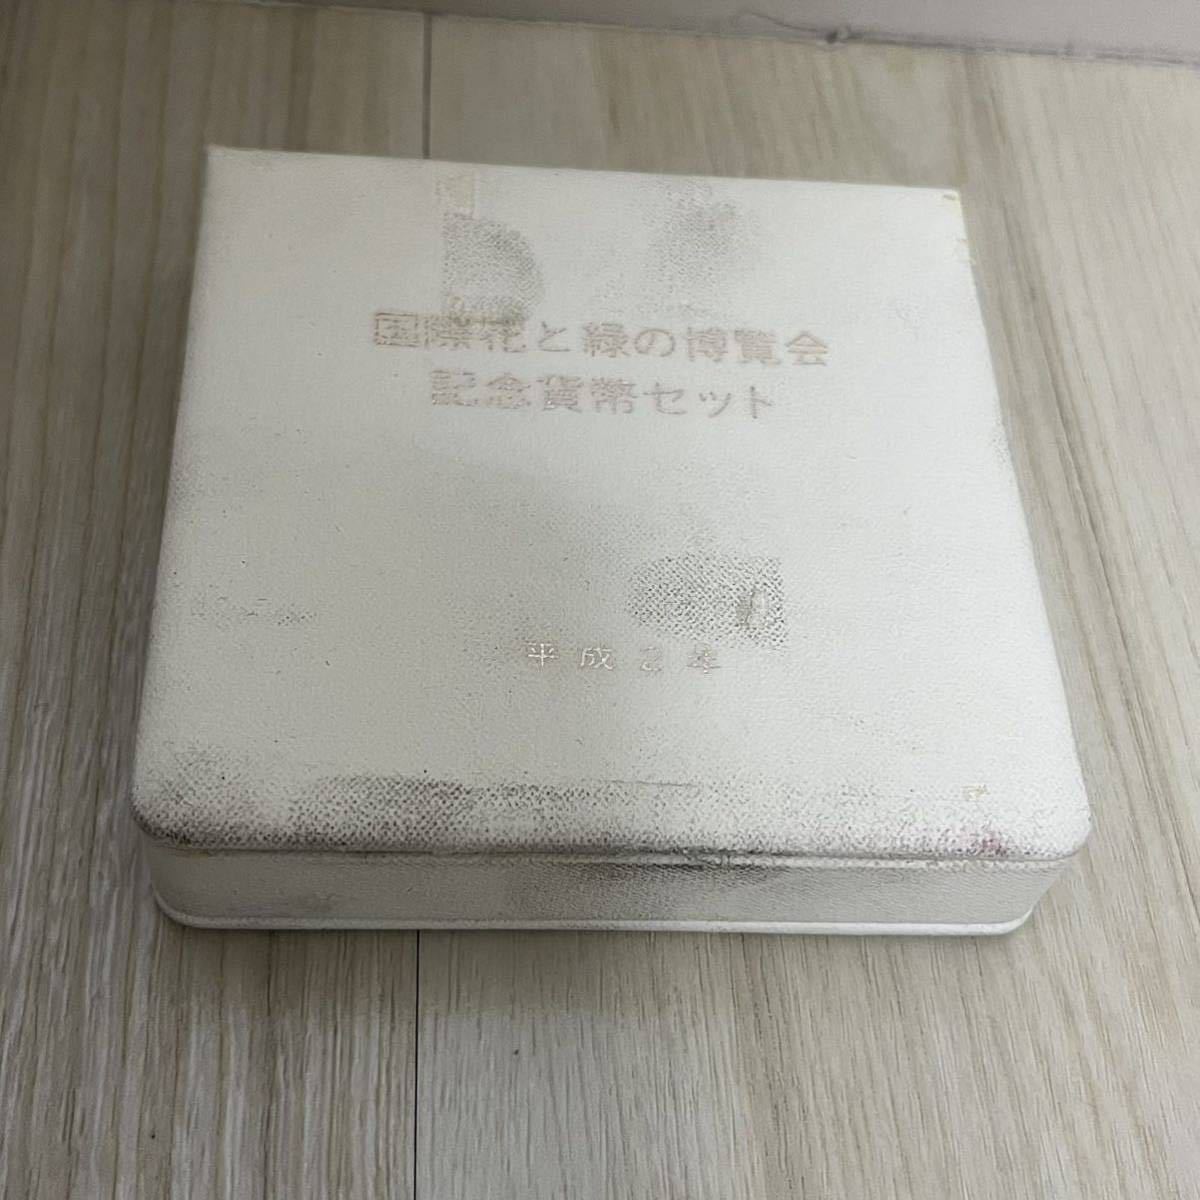 国際花と緑の博覧会
記念貨幣セット
平成2年